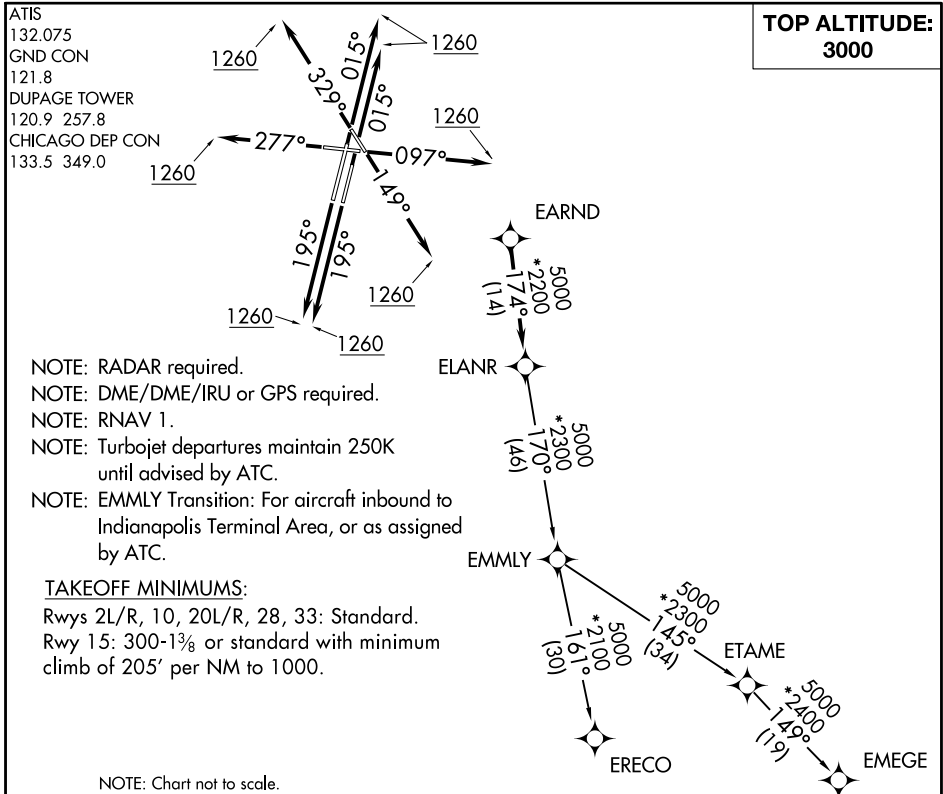 ATIS
132.075
GND CON
121.8
DUPAGE TOWER
120.9 257.8
CHICAGO DEP CON
133.5 349.0
TOP ALTITUDE:
3000
1260
1260
1260
1260
1260
1260
1260
329°
015°
015°
277°
097°
149°
195°
195°
EARND
5000
*2200
174°
(14)
ELANR
5000
*2300
170°
(46)
EMMLY
5000
*2300
145°
(34)
ETAME
5000
*2100
161°
(30)
ERECO
5000
*2400
149°
(19)
EMEGE
NOTE: RADAR required.
NOTE: DME/DME/IRU or GPS required.
NOTE: RNAV 1.
NOTE: Turbojet departures maintain 250K
until advised by ATC.
NOTE: EMMLY Transition: For aircraft inbound to
Indianapolis Terminal Area, or as assigned
by ATC.
TAKEOFF MINIMUMS:
Rwys 2L/R, 10, 20L/R, 28, 33: Standard.
Rwy 15: 300-1⅜ or standard with minimum
climb of 205' per NM to 1000.
NOTE: Chart not to scale.